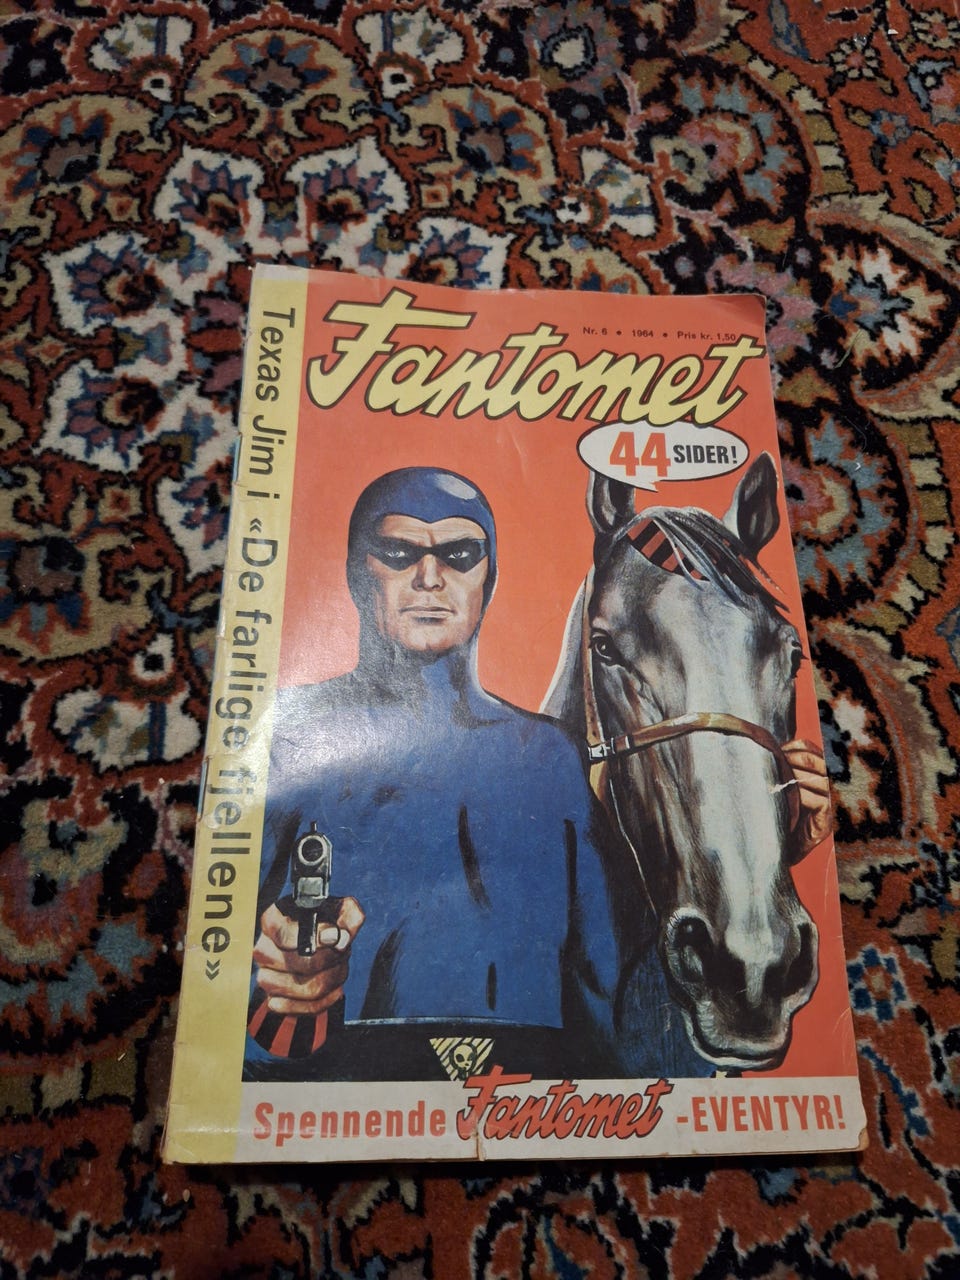 Nr. 6 • 1964 • Pris kr. 1,50
Fantomet
44 SIDER!
Texas Jim i «De farlige fjellene»
Spennende Fantomet -EVENTYR!